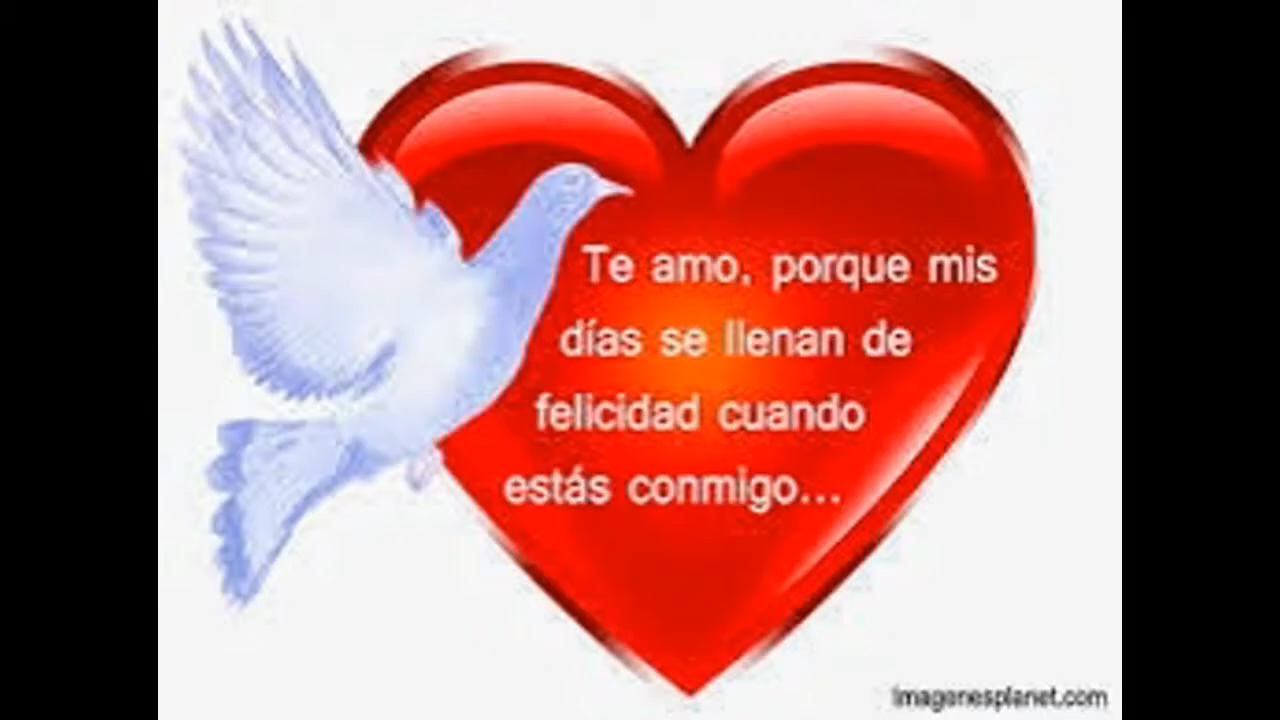 Te amo, porque mis
días se llenan de
felicidad cuando
estás conmigo...
Imagenesplanet.com